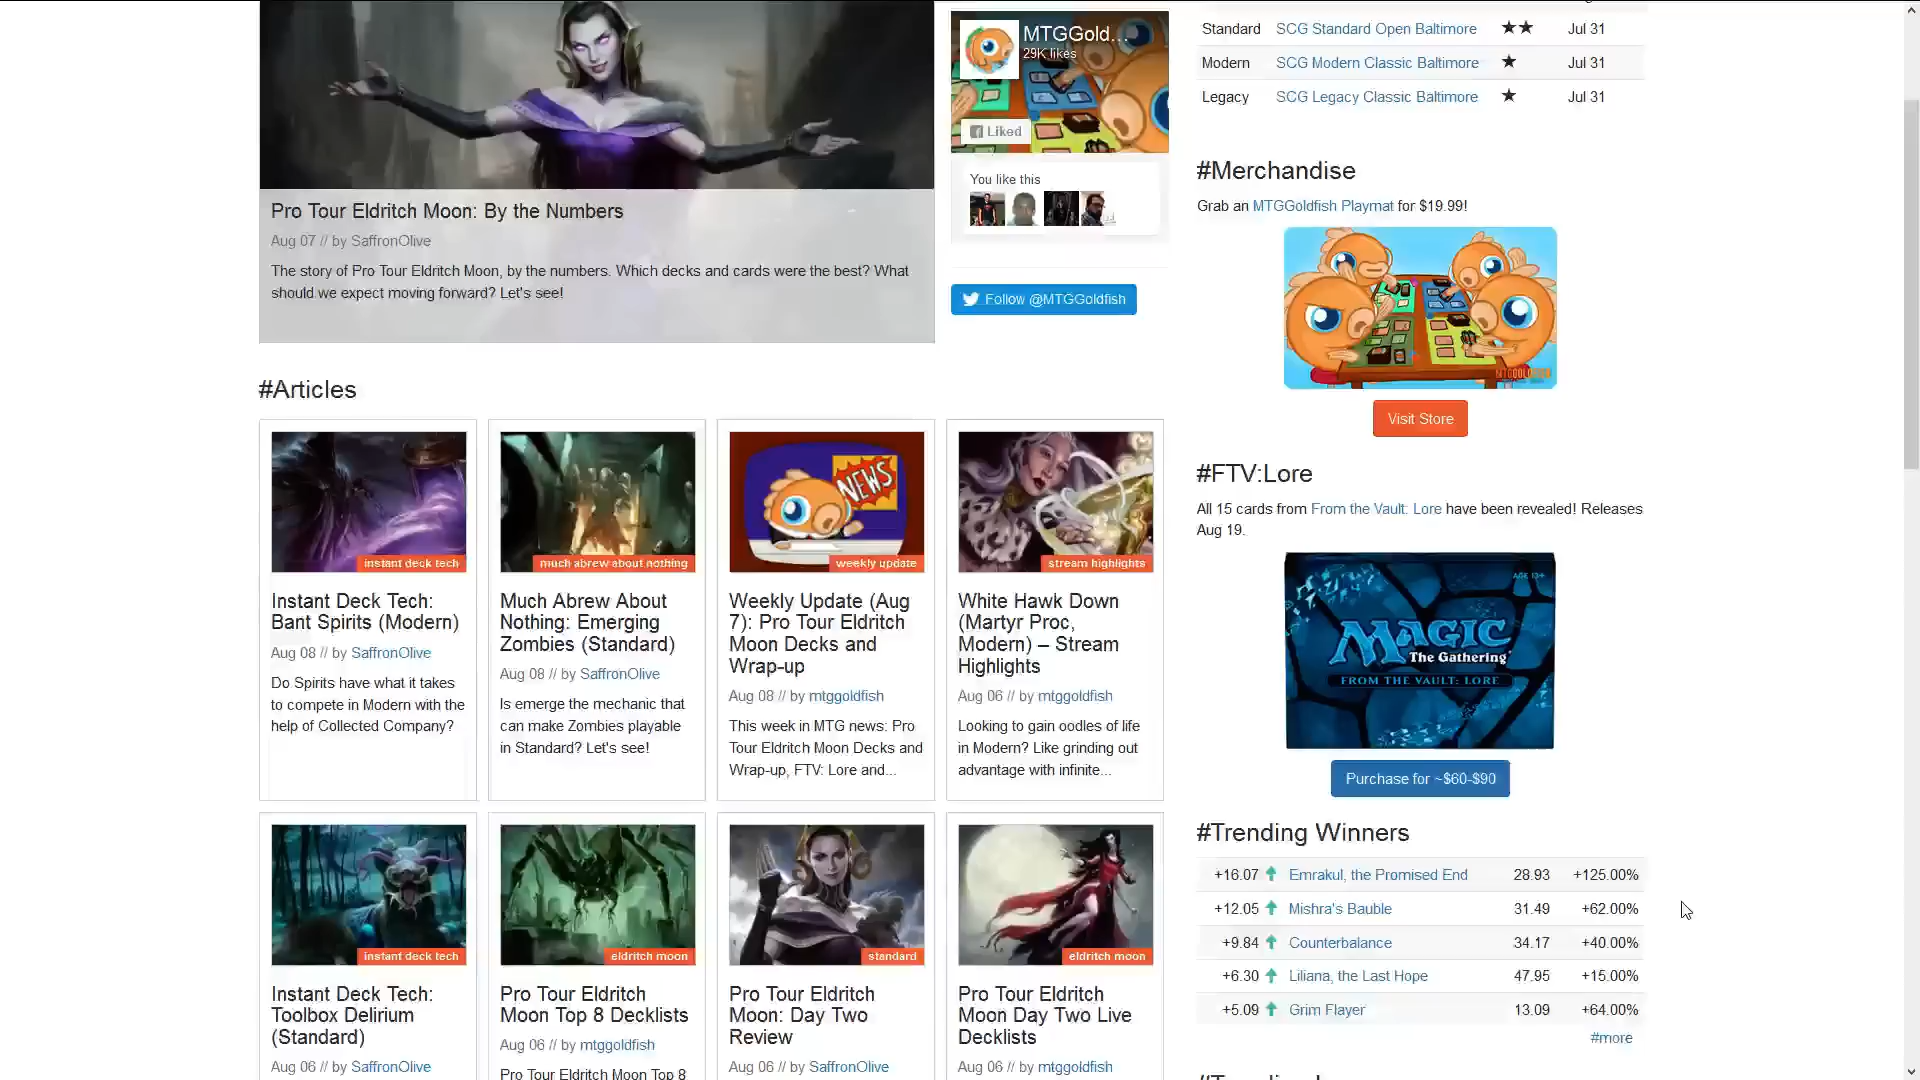 Standard SCG Standard Open Baltimore ★★ Jul 31
Modern SCG Modern Classic Baltimore ★ Jul 31
Legacy SCG Legacy Classic Baltimore ★ Jul 31
MTGGold...
29K likes
Liked
You like this
Follow @MTGGoldfish
Pro Tour Eldritch Moon: By the Numbers
Aug 07 // by SaffronOlive
The story of Pro Tour Eldritch Moon, by the numbers. Which decks and cards were the best? What
should we expect moving forward? Let's see!
#Merchandise
Grab an MTGGoldfish Playmat for $19.99!
Visit Store
#Articles
NEWS
instant deck tech
much abrew about nothing
weekly update
stream highlights
Instant Deck Tech:
Bant Spirits (Modern)
Aug 08 // by SaffronOlive
Do Spirits have what it takes
to compete in Modern with the
help of Collected Company?
Much Abrew About
Nothing: Emerging
Zombies (Standard)
Aug 08 // by SaffronOlive
Is emerge the mechanic that
can make Zombies playable
in Standard? Let's see!
Weekly Update (Aug
7): Pro Tour Eldritch
Moon Decks and
Wrap-up
Aug 08 // by mtggoldfish
This week in MTG news: Pro
Tour Eldritch Moon Decks and
Wrap-up, FTV: Lore and...
White Hawk Down
(Martyr Proc,
Modern) – Stream
Highlights
Aug 06 // by mtggoldfish
Looking to gain oodles of life
in Modern? Like grinding out
advantage with infinite...
#FTV:Lore
All 15 cards from From the Vault: Lore have been revealed! Releases
Aug 19.
AGE 13+
MAGIC
The Gathering
FROM THE VAULT: LORE
Purchase for ~$60-$90
instant deck tech
eldritch moon
standard
eldritch moon
Instant Deck Tech:
Toolbox Delirium
(Standard)
Aug 06 // by SaffronOlive
Pro Tour Eldritch
Moon Top 8 Decklists
Aug 06 // by mtggoldfish
Pro Tour Eldritch Moon Top 8
Pro Tour Eldritch
Moon: Day Two
Review
Aug 06 // by SaffronOlive
Pro Tour Eldritch
Moon Day Two Live
Decklists
Aug 06 // by mtggoldfish
#Trending Winners
+16.07 Emrakul, the Promised End 28.93 +125.00%
+12.05 Mishra's Bauble 31.49 +62.00%
+9.84 Counterbalance 34.17 +40.00%
+6.30 Liliana, the Last Hope 47.95 +15.00%
+5.09 Grim Flayer 13.09 +64.00%
#more